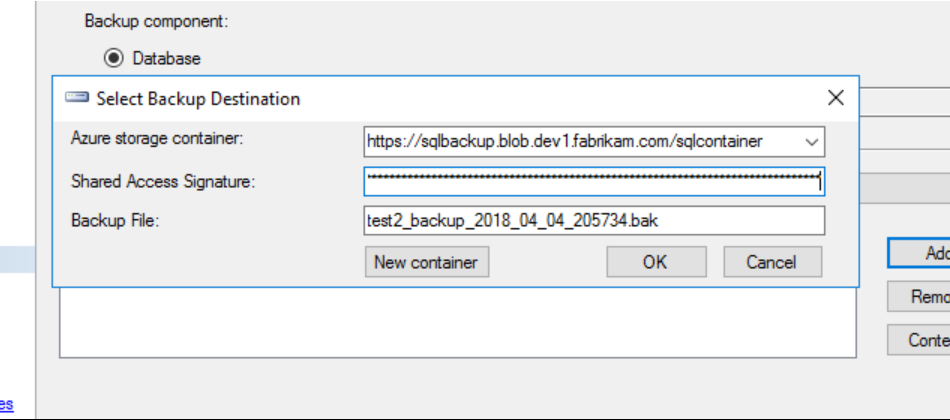 Backup component:
Database
Select Backup Destination
Azure storage container:
https://sqlbackup.blob.dev1.fabrikam.com/sqlcontainer
Shared Access Signature:
Backup File:
test2_backup_2018_04_04_205734.bak
New container
OK
Cancel
Add
Remo
Conte
es